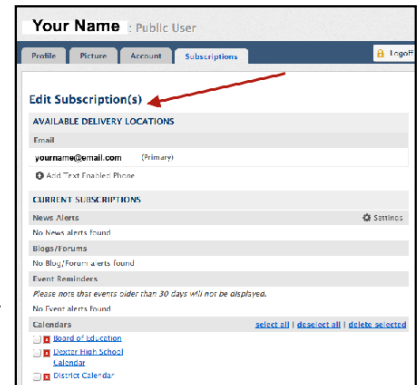 Your Name : Public User
Profile Picture Account Subscriptions Logoff
Edit Subscription(s)
AVAILABLE DELIVERY LOCATIONS
Email
yourname@email.com (Primary)
Add Text Enabled Phone
CURRENT SUBSCRIPTIONS
News Alerts Settings
No News alerts found
Blogs/Forums
No Blog/Forum alerts found
Event Reminders
Please note that events older than 30 days will not be displayed.
No Event alerts found
Calendars select all | deselect all | delete selected
Board of Education
Dexter High School
Calendar
District Calendar